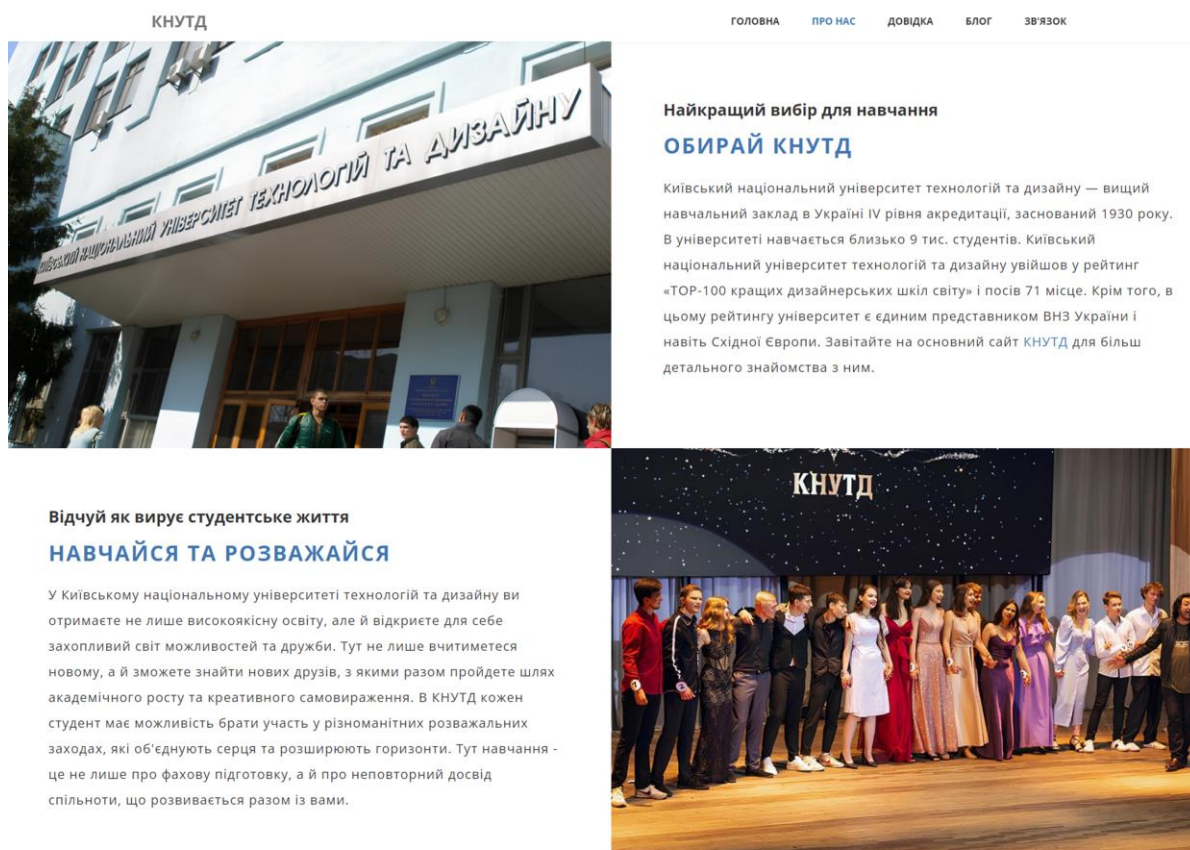 КНУТД
ГОЛОВНА ПРО НАС ДОВІДКА БЛОГ ЗВ'ЯЗОК
КИЇВСЬКИЙ НАЦІОНАЛЬНИЙ УНІВЕРСИТЕТ ТЕХНОЛОГІЙ ТА ДИЗАЙНУ
Найкращий вибір для навчання
ОБИРАЙ КНУТД
Київський національний університет технологій та дизайну — вищий
навчальний заклад в Україні IV рівня акредитації, заснований 1930 року.
В університеті навчається близько 9 тис. студентів. Київський
національний університет технологій та дизайну увійшов у рейтинг
«TOP-100 кращих дизайнерських шкіл світу» і посів 71 місце. Крім того, в
цьому рейтингу університет є єдиним представником ВНЗ України і
навіть Східної Європи. Завітайте на основний сайт КНУТД для більш
детального знайомства з ним.
Відчуй як вирує студентське життя
НАВЧАЙСЯ ТА РОЗВАЖАЙСЯ
У Київському національному університеті технологій та дизайну ви
отримаєте не лише високоякісну освіту, але й відкриєте для себе
захопливий світ можливостей та дружби. Тут не лише вчитиметеся
новому, а й зможете знайти нових друзів, з якими разом пройдете шлях
академічного росту та креативного самовираження. В КНУТД кожен
студент має можливість брати участь у різноманітних розважальних
заходах, які об'єднують серця та розширюють горизонти. Тут навчання -
це не лише про фахову підготовку, а й про неповторний досвід
спільноти, що розвивається разом із вами.
КНУТД